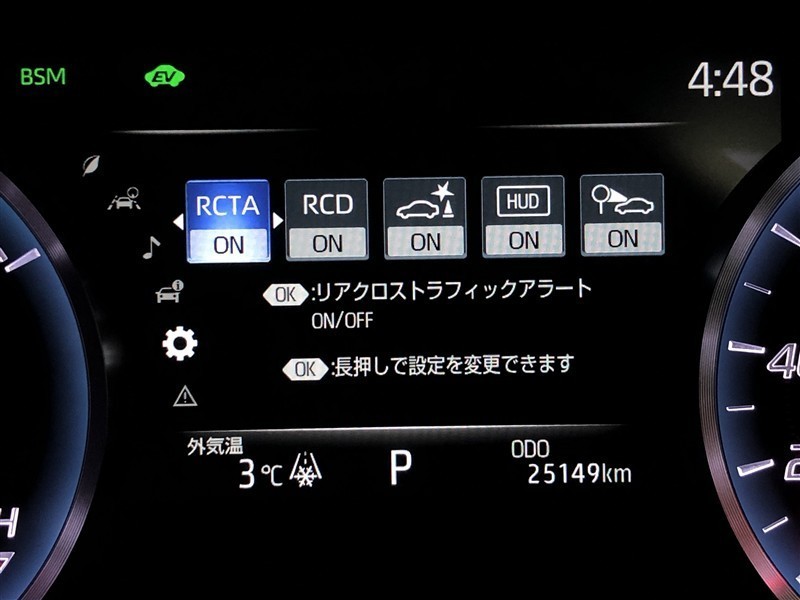 BSM EV 4:48
RCTA RCD HUD
ON ON ON ON ON
OK :リアクロストラフィックアラート
ON/OFF
OK :長押しで設定を変更できます
外気温 ODO
3℃ P 25149km